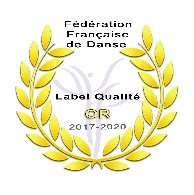 Fédération
Française
de Danse
Label Qualité
OR
2017-2020